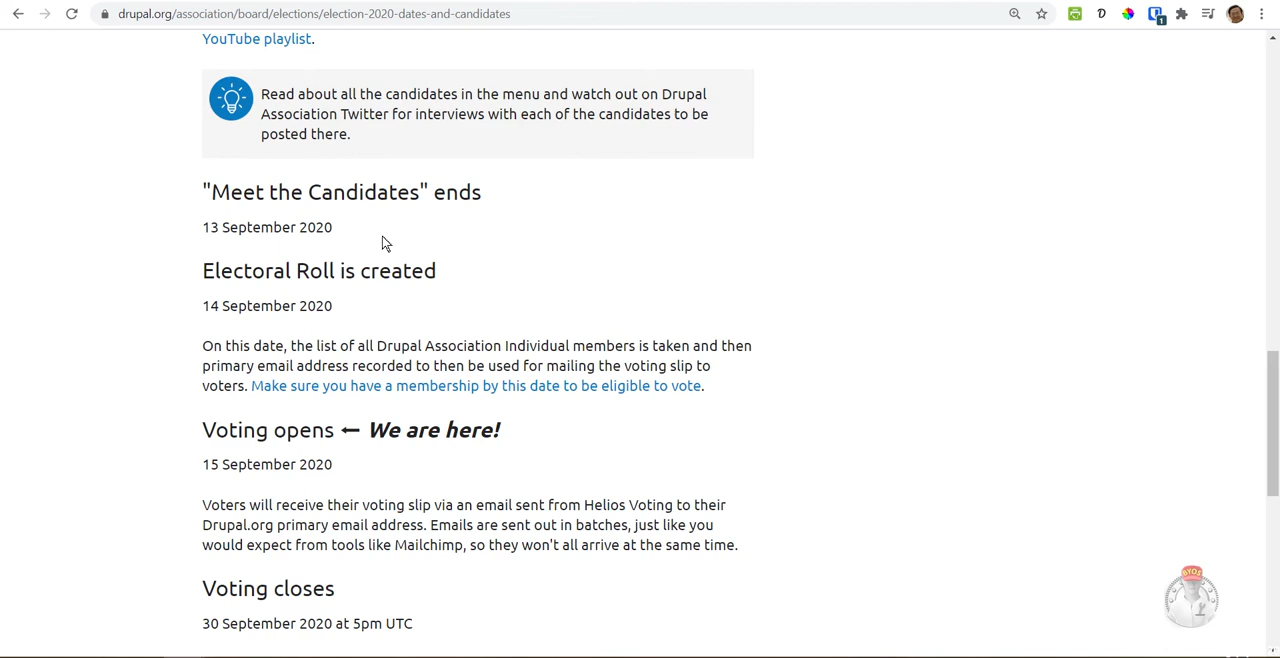 drupal.org/association/board/elections/election-2020-dates-and-candidates
YouTube playlist.
Read about all the candidates in the menu and watch out on Drupal
Association Twitter for interviews with each of the candidates to be
posted there.
"Meet the Candidates" ends
13 September 2020
Electoral Roll is created
14 September 2020
On this date, the list of all Drupal Association Individual members is taken and then
primary email address recorded to then be used for mailing the voting slip to
voters. Make sure you have a membership by this date to be eligible to vote.
Voting opens ← We are here!
15 September 2020
Voters will receive their voting slip via an email sent from Helios Voting to their
Drupal.org primary email address. Emails are sent out in batches, just like you
would expect from tools like Mailchimp, so they won't all arrive at the same time.
Voting closes
30 September 2020 at 5pm UTC
BYOS
1